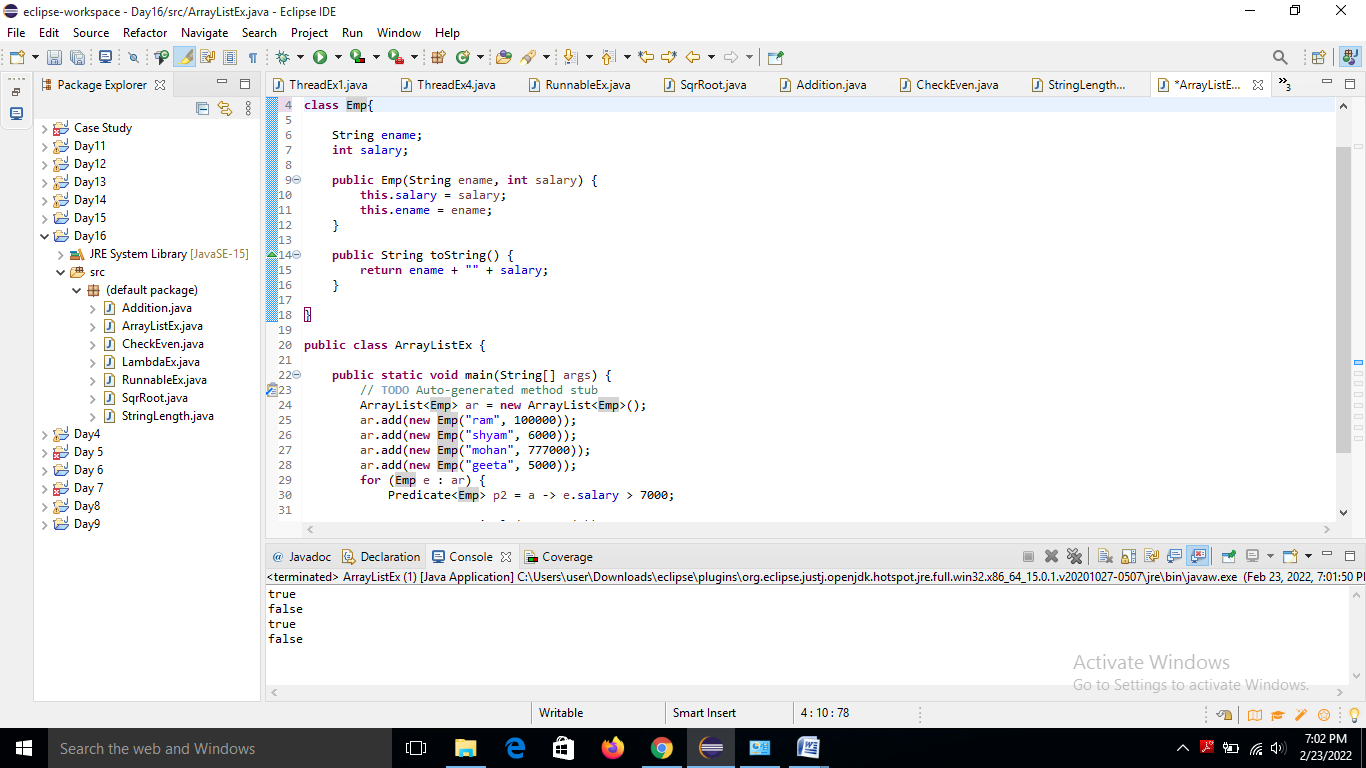 eclipse-workspace - Day16/src/ArrayListEx.java - Eclipse IDE
File Edit Source Refactor Navigate Search Project Run Window Help
Package Explorer
ThreadEx1.java ThreadEx4.java RunnableEx.java SqrRoot.java Addition.java CheckEven.java StringLength... *ArrayListE... 3
Case Study
Day11
Day12
Day13
Day14
Day15
Day16
JRE System Library [JavaSE-15]
src
(default package)
Addition.java
ArrayListEx.java
CheckEven.java
LambdaEx.java
RunnableEx.java
SqrRoot.java
StringLength.java
Day4
Day 5
Day 6
Day 7
Day8
Day9
4 class Emp{
5
6 String ename;
7 int salary;
8
9 public Emp(String ename, int salary) {
10 this.salary = salary;
11 this.ename = ename;
12 }
13
14 public String toString() {
15 return ename + "" + salary;
16 }
17
18 }
19
20 public class ArrayListEx {
21
22 public static void main(String[] args) {
23 // TODO Auto-generated method stub
24 ArrayList<Emp> ar = new ArrayList<Emp>();
25 ar.add(new Emp("ram", 100000));
26 ar.add(new Emp("shyam", 6000));
27 ar.add(new Emp("mohan", 777000));
28 ar.add(new Emp("geeta", 5000));
29 for (Emp e : ar) {
30 Predicate<Emp> p2 = a -> e.salary > 7000;
31
@ Javadoc Declaration Console Coverage
<terminated> ArrayListEx (1) [Java Application] C:\Users\user\Downloads\eclipse\plugins\org.eclipse.justj.openjdk.hotspot.jre.full.win32.x86_64_15.0.1.v20201027-0507\jre\bin\javaw.exe (Feb 23, 2022, 7:01:50 P
true
false
true
false
Activate Windows
Go to Settings to activate Windows.
Writable Smart Insert 4 : 10 : 78
Search the web and Windows
7:02 PM
2/23/2022